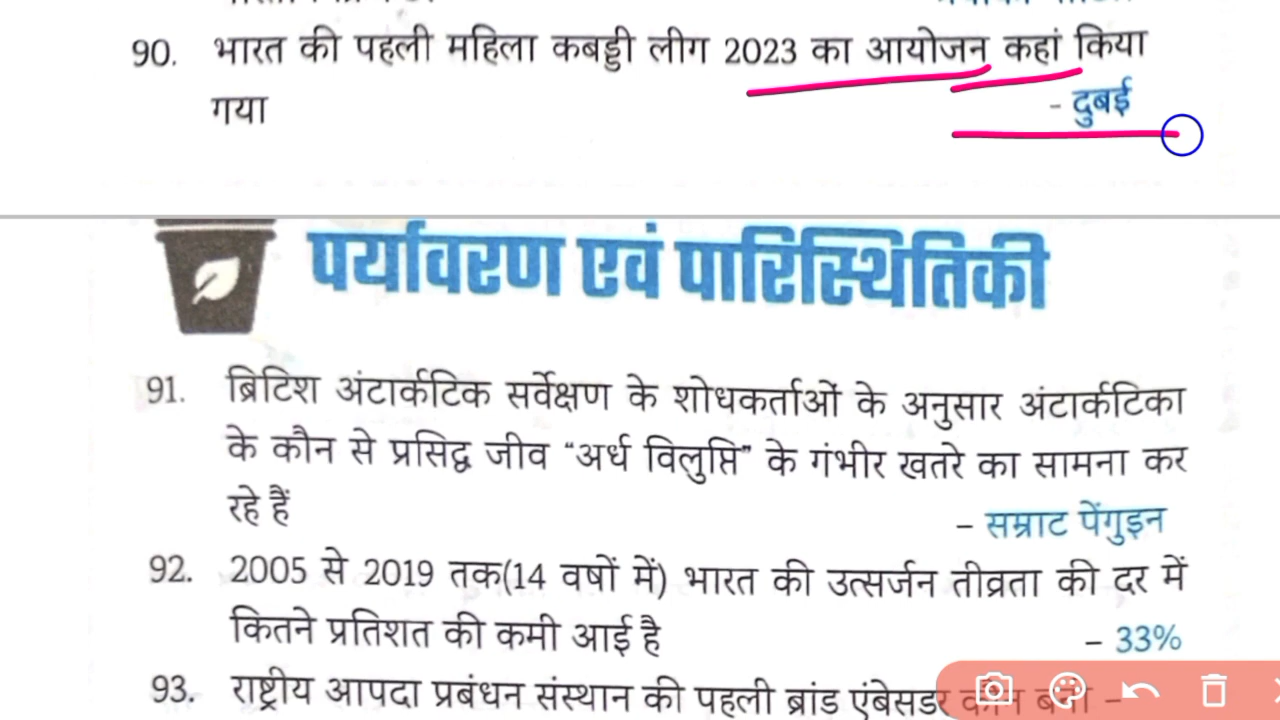 90. भारत की पहली महिला कबड्डी लीग 2023 का आयोजन कहां किया
गया - दुबई
पर्यावरण एवं पारिस्थितिकी
91. ब्रिटिश अंटार्कटिक सर्वेक्षण के शोधकर्ताओं के अनुसार अंटार्कटिका
के कौन से प्रसिद्ध जीव “अर्ध विलुप्ति” के गंभीर खतरे का सामना कर
रहे हैं - सम्राट पेंगुइन
92. 2005 से 2019 तक(14 वर्षों में) भारत की उत्सर्जन तीव्रता की दर में
कितने प्रतिशत की कमी आई है - 33%
93. राष्ट्रीय आपदा प्रबंधन संस्थान की पहली ब्रांड एंबेसडर कौन बनी -